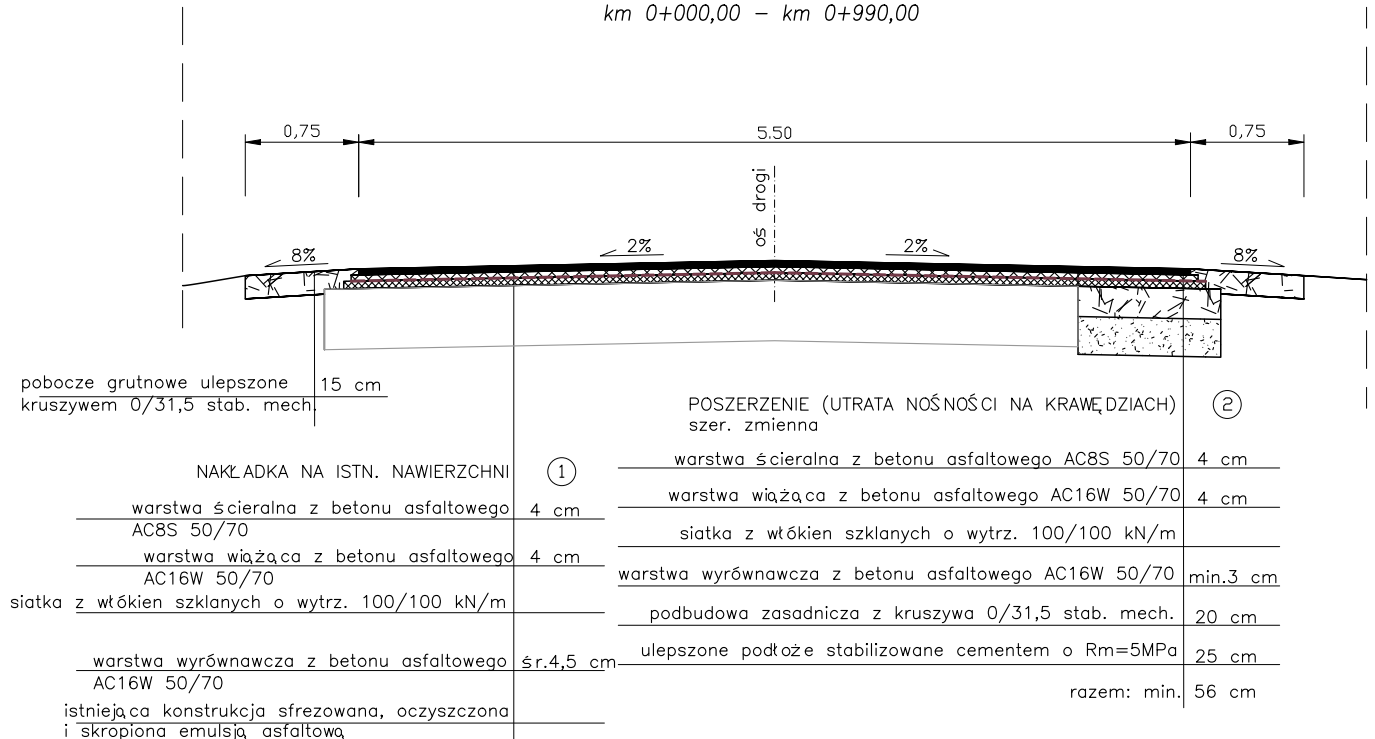 km 0+000,00 – km 0+990,00
0,75
5.50
0,75
oś drogi
8%
2%
2%
8%
pobocze grutnowe ulepszone 15 cm
kruszywem 0/31,5 stab. mech.
NAKŁADKA NA ISTN. NAWIERZCHNI 1
warstwa ścieralna z betonu asfaltowego 4 cm
AC8S 50/70
warstwa wiążąca z betonu asfaltowego 4 cm
AC16W 50/70
siatka z włókien szklanych o wytrz. 100/100 kN/m
warstwa wyrównawcza z betonu asfaltowego śr.4,5 cm
AC16W 50/70
istniejąca konstrukcja sfrezowana, oczyszczona
i skropiona emulsją asfaltową
POSZERZENIE (UTRATA NOŚNOŚCI NA KRAWĘDZIACH) 2
szer. zmienna
warstwa ścieralna z betonu asfaltowego AC8S 50/70 4 cm
warstwa wiążąca z betonu asfaltowego AC16W 50/70 4 cm
siatka z włókien szklanych o wytrz. 100/100 kN/m
warstwa wyrównawcza z betonu asfaltowego AC16W 50/70 min.3 cm
podbudowa zasadnicza z kruszywa 0/31,5 stab. mech. 20 cm
ulepszone podłoże stabilizowane cementem o Rm=5MPa 25 cm
razem: min. 56 cm